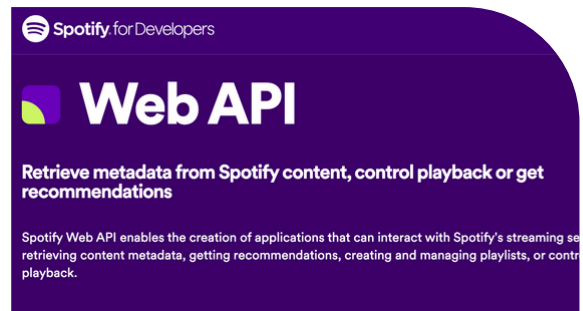 Spotify for Developers
Web API
Retrieve metadata from Spotify content, control playback or get
recommendations
Spotify Web API enables the creation of applications that can interact with Spotify's streaming
retrieving content metadata, getting recommendations, creating and managing playlists, or
playback.